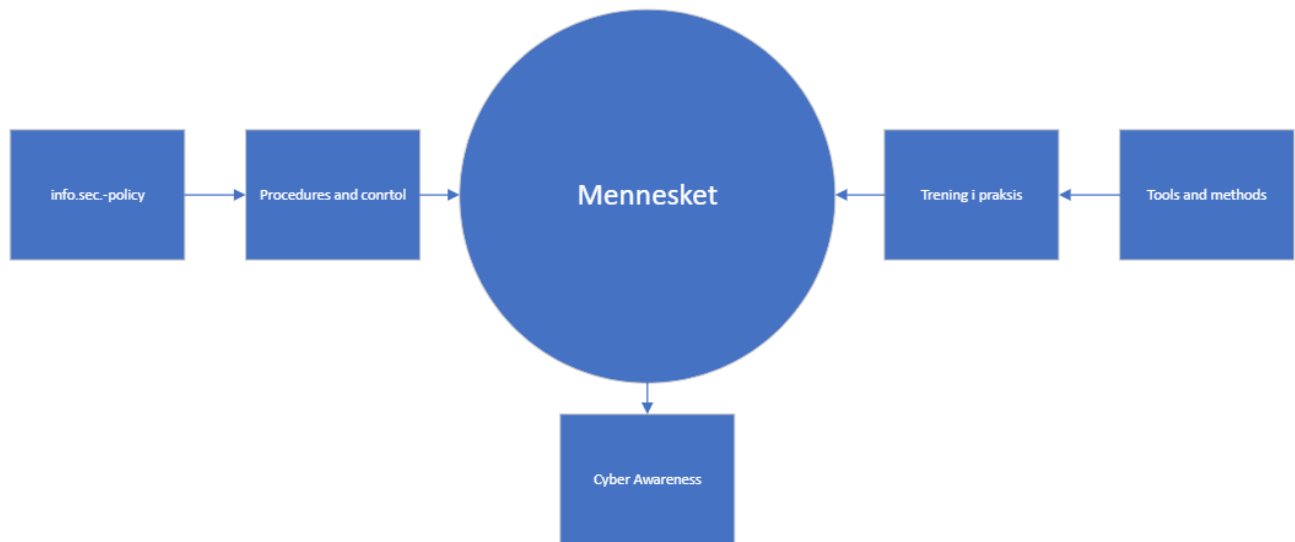 info.sec.-policy
Procedures and conrtol
Mennesket
Trening i praksis
Tools and methods
Cyber Awareness